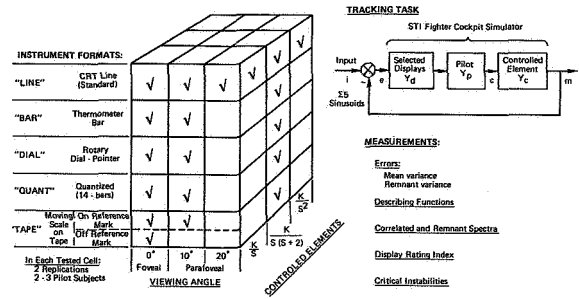 INSTRUMENT FORMATS:
"LINE" CRT Line
(Standard)
√ √ √ √ √
"BAR" Thermometer
Bar
√ √
"DIAL" Rotary
Dial - Pointer
√ √
"QUANT" Quantized
(14 - bars)
√ √
"TAPE" Moving Scale on Tape
On Reference
Mark
√ √
Off Reference
Mark
√
0° 10° 20°
Foveal Parafoveal
VIEWING ANGLE
In Each Tested Cell:
2 Replications
2 - 3 Pilot Subjects
K
S
K
S (S + 2)
K
S²
CONTROLED ELEMENTS
TRACKING TASK
STI Fighter Cockpit Simulator
Input
i
Σ5
Sinusoids
-
e
Selected
Displays
Yd
Pilot
Yp
c
Controlled
Element
Yc
m
MEASUREMENTS:
Errors:
Mean variance
Remnant variance
Describing Functions
Correlated and Remnant Spectra
Display Rating Index
Critical Instabilities